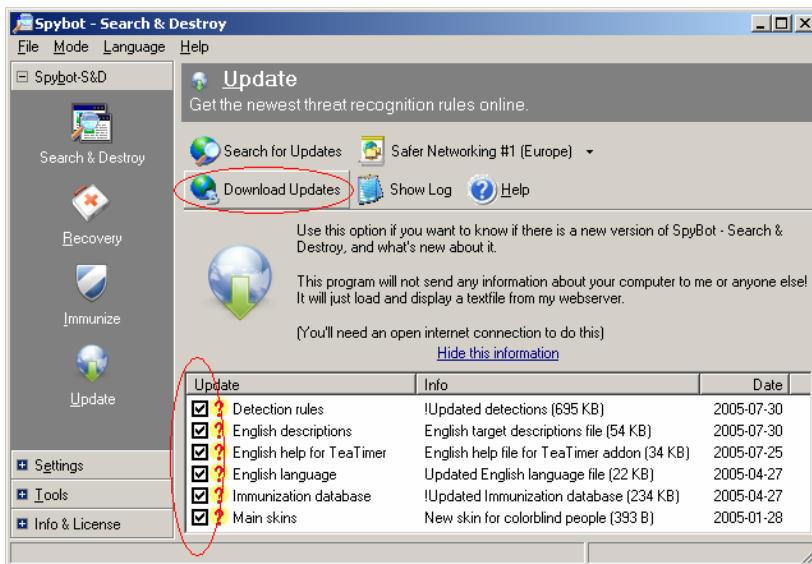 Spybot - Search & Destroy
File Mode Language Help
Spybot-S&D
Search & Destroy
Recovery
Immunize
Update
Settings
Tools
Info & License
Update
Get the newest threat recognition rules online.
Search for Updates Safer Networking #1 (Europe)
Download Updates Show Log Help
Use this option if you want to know if there is a new version of SpyBot - Search &
Destroy, and what's new about it.
This program will not send any information about your computer to me or anyone else!
It will just load and display a textfile from my webserver.
(You'll need an open internet connection to do this)
Hide this information
Update Info Date
Detection rules !Updated detections (695 KB) 2005-07-30
English descriptions English target descriptions file (54 KB) 2005-07-30
English help for TeaTimer English help file for TeaTimer addon (34 KB) 2005-07-25
English language Updated English language file (22 KB) 2005-04-27
Immunization database !Updated Immunization database (234 KB) 2005-04-27
Main skins New skin for colorblind people (393 B) 2005-01-28